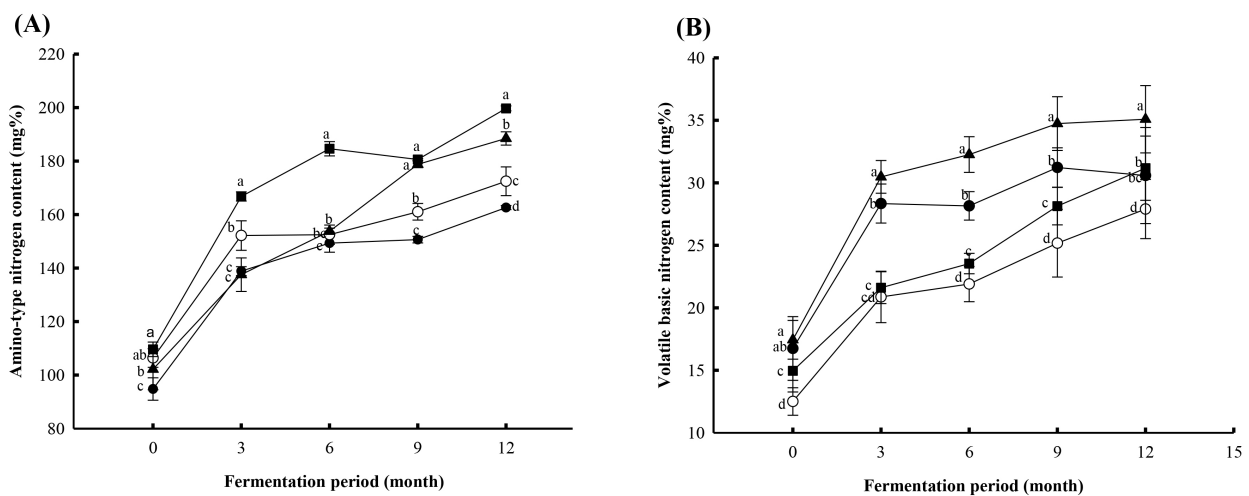 (A)
220
200
180
160
140
120
100
80
Amino-type nitrogen content (mg%)
a
ab
b
c
a
b
c
c
a
b
bc
c
a
a
b
c
a
b
c
d
0 3 6 9 12
Fermentation period (month)
(B)
40
35
30
25
20
15
10
Volatile basic nitrogen content (mg%)
a
ab
c
d
a
b
c
cd
a
b
c
d
a
b
c
d
a
b
bc
d
0 3 6 9 12 15
Fermentation period (month)